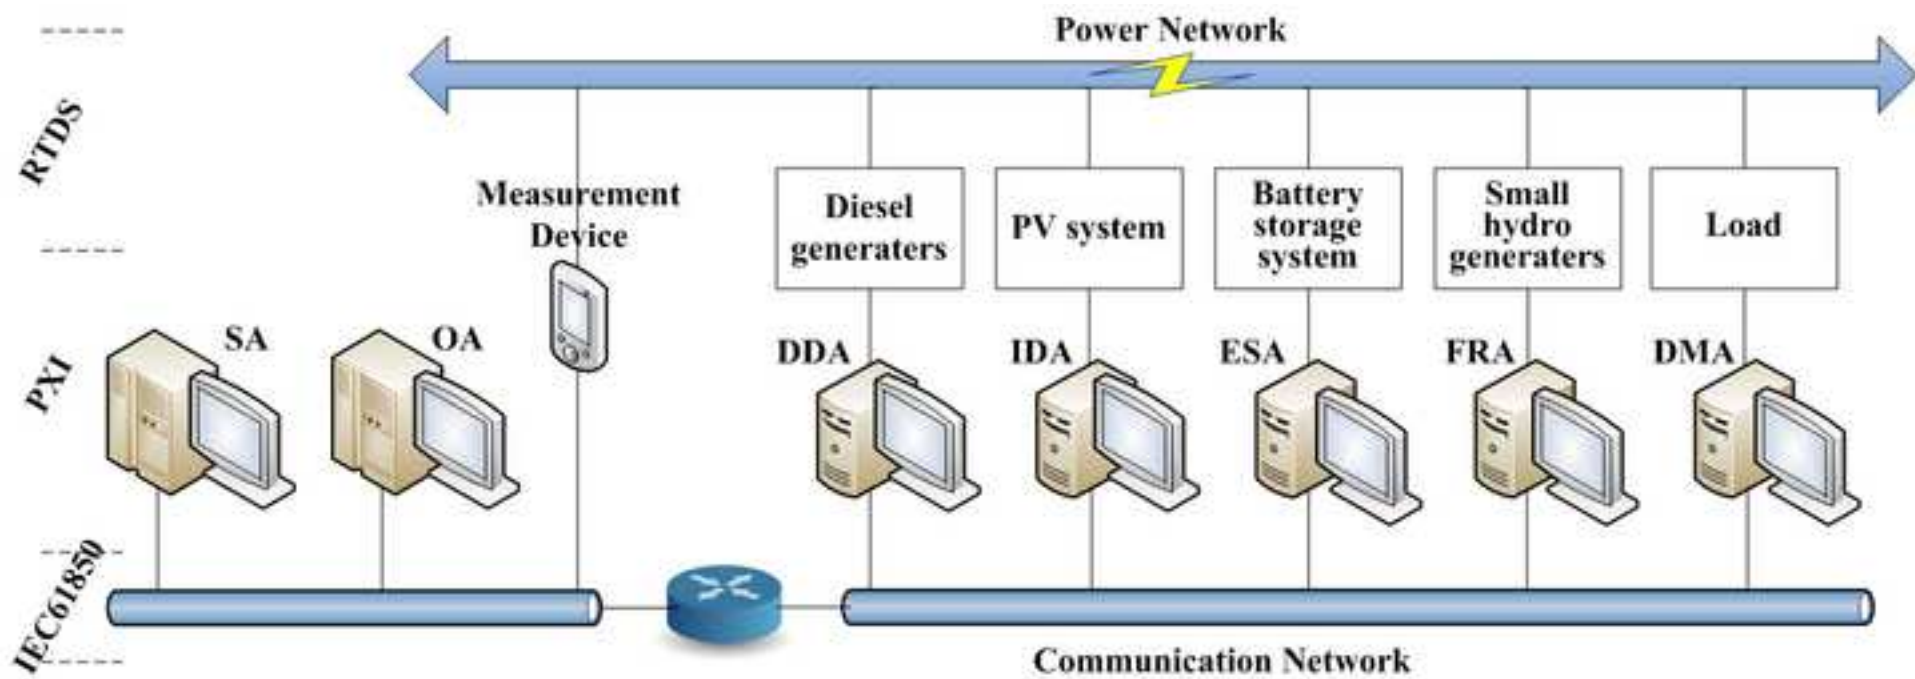 Power Network
RTDS
Measurement
Device
Diesel
generaters
PV system
Battery
storage
system
Small
hydro
generaters
Load
PXI
SA
OA
DDA
IDA
ESA
FRA
DMA
IEC61850
Communication Network